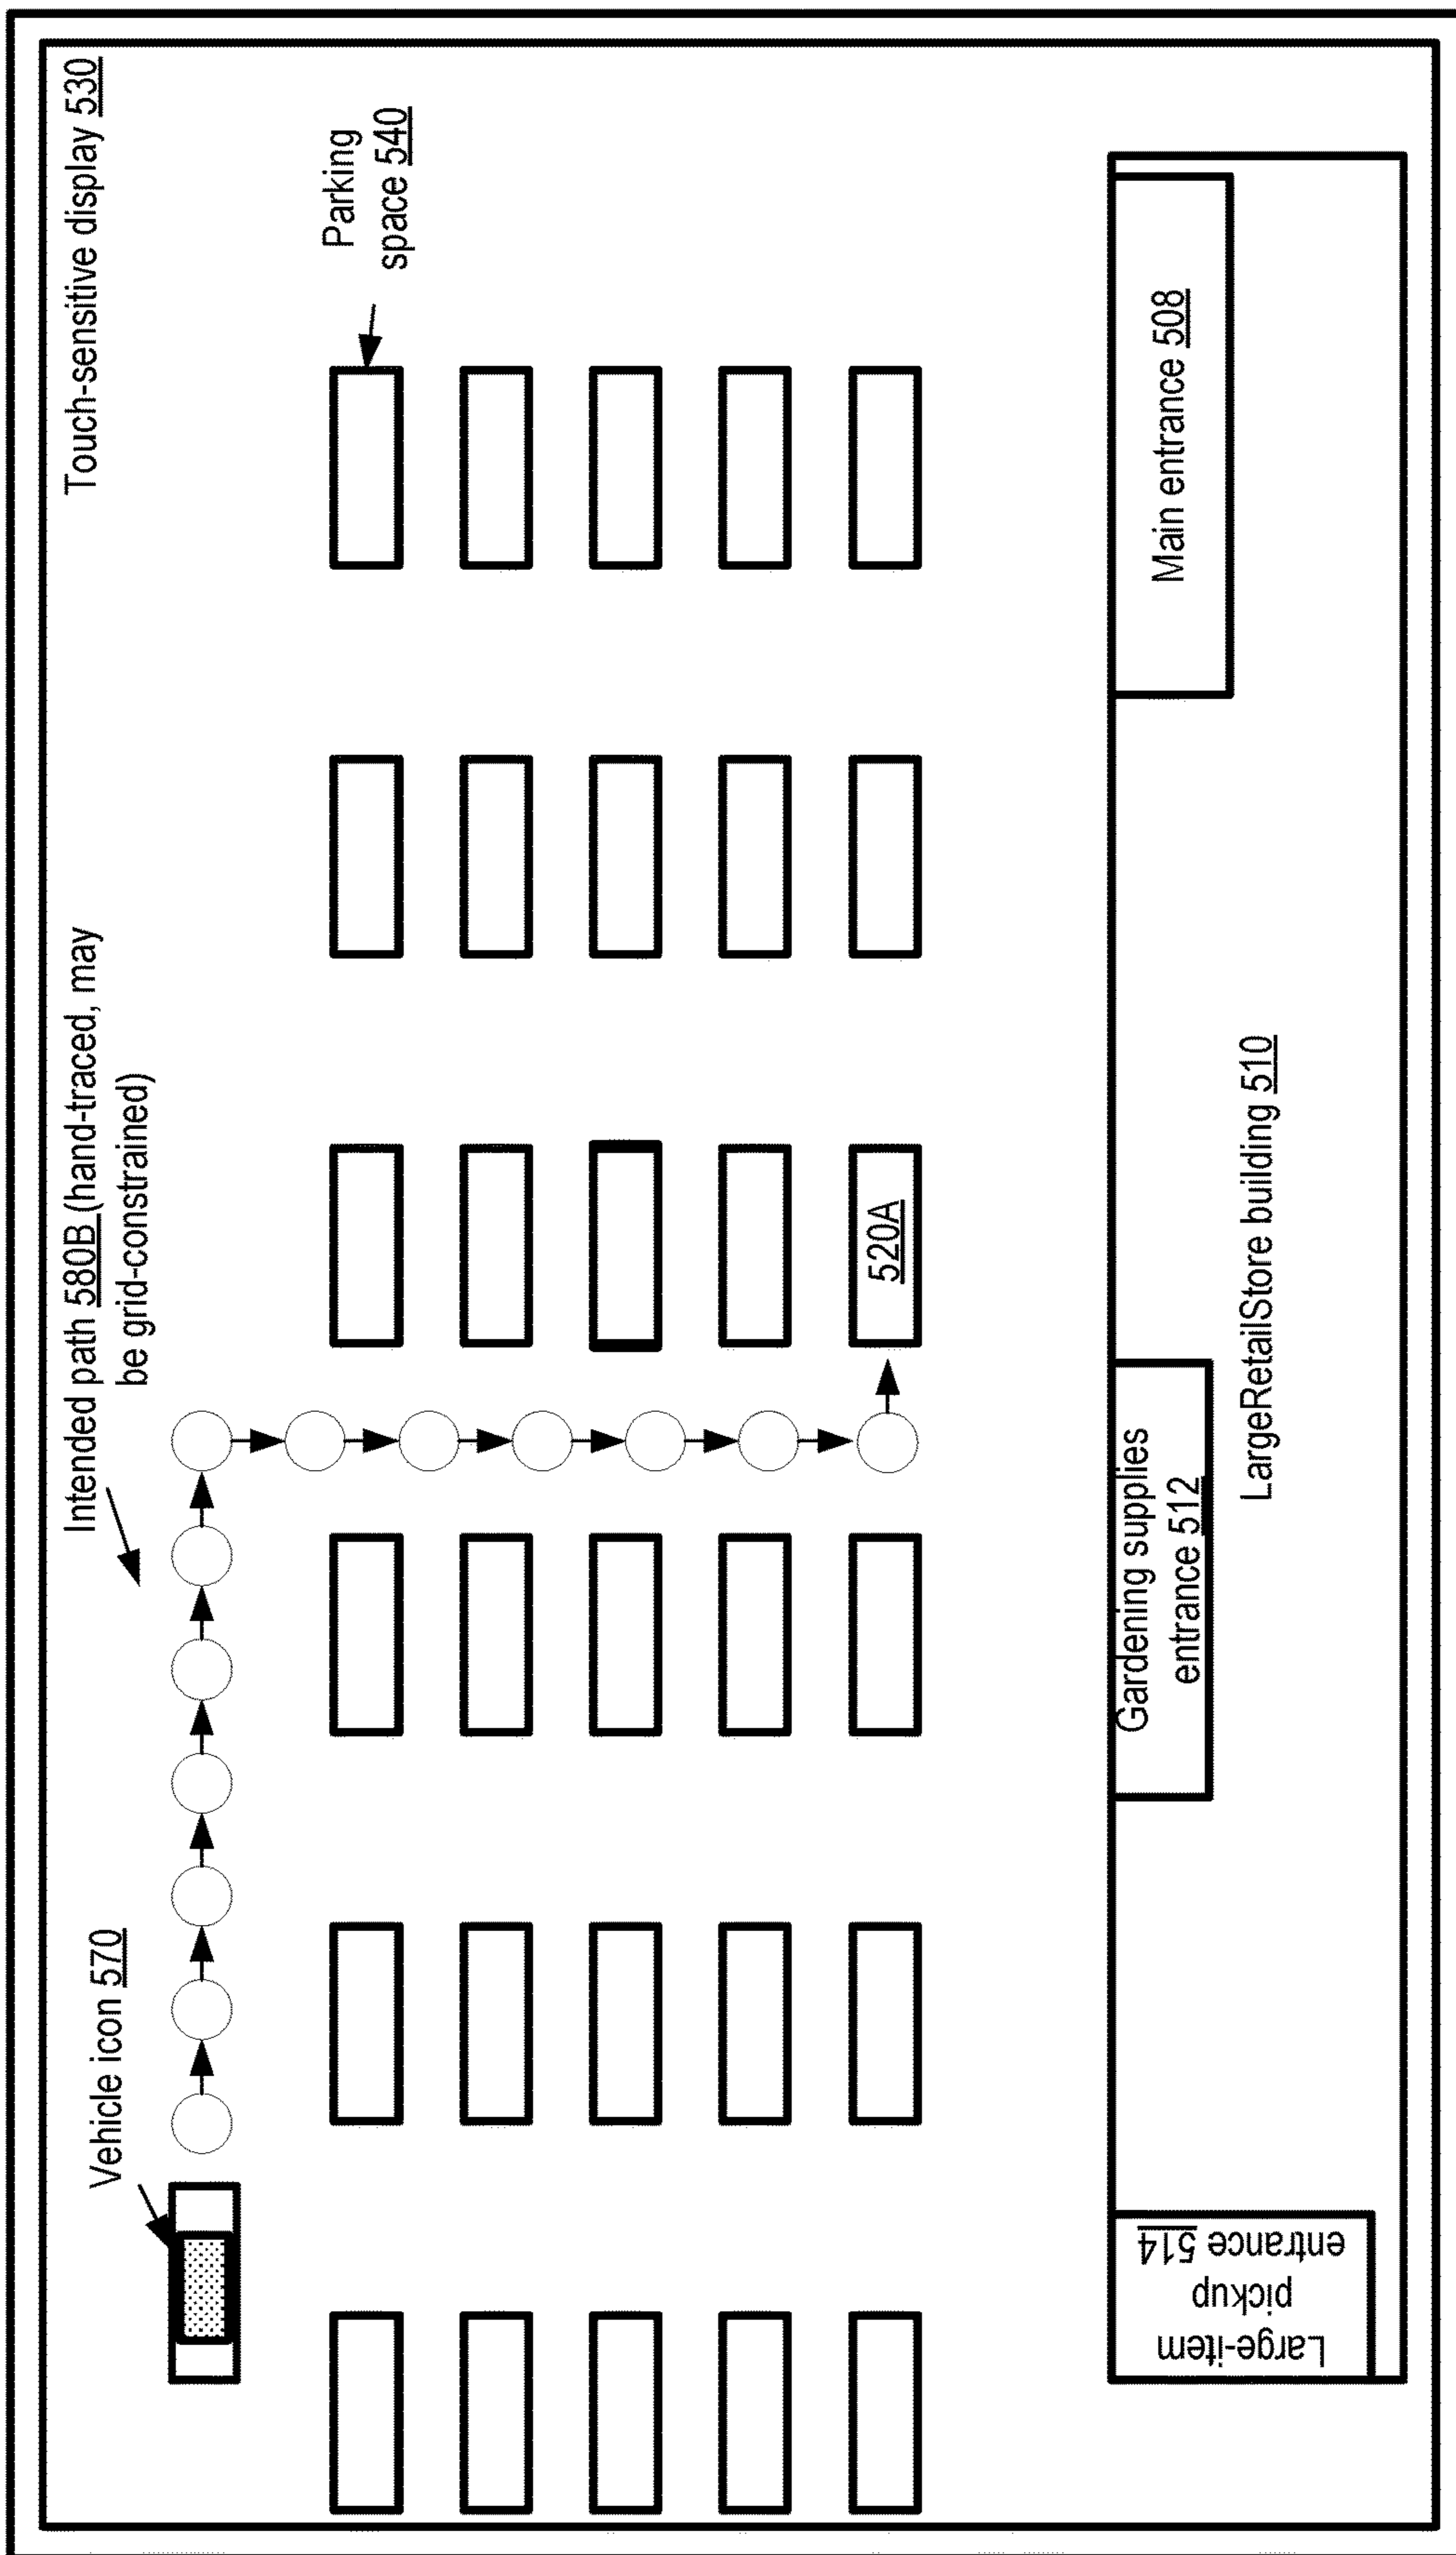 Touch-sensitive display 530
Intended path 580B (hand-traced, may
be grid-constrained)
Vehicle icon 570
Parking
space 540
520A
Main entrance 508
Gardening supplies
entrance 512
Large-item
pickup
entrance 514
LargeRetailStore building 510